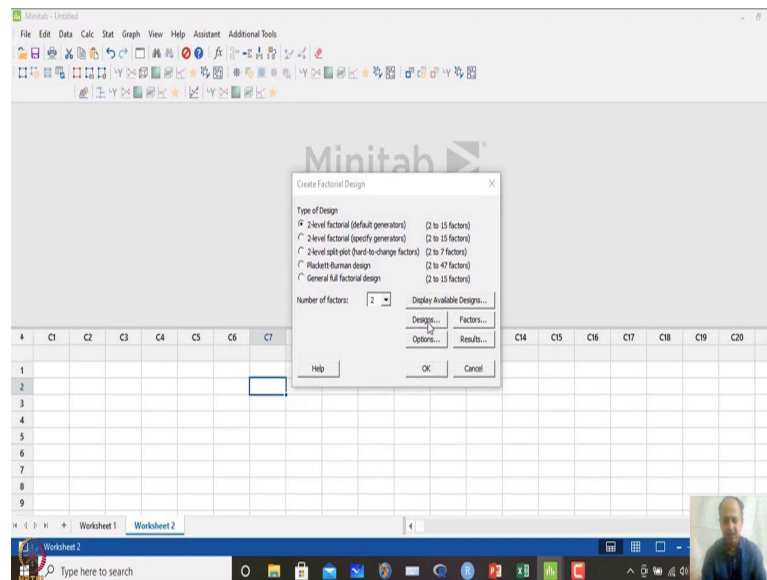 Minitab - Untitled
File Edit Data Calc Stat Graph View Help Assistant Additional Tools
Minitab
Create Factorial Design
Type of Design
2-level factorial (default generators) (2 to 15 factors)
2-level factorial (specify generators) (2 to 15 factors)
2-level split-plot (hard-to-change factors) (2 to 7 factors)
Plackett-Burman design (2 to 47 factors)
General full factorial design (2 to 15 factors)
Number of factors: 2 Display Available Designs...
Designs... Factors...
Options... Results...
Help OK Cancel
C1 C2 C3 C4 C5 C6 C7 C14 C15 C16 C17 C18 C19 C20
1
2
3
4
5
6
7
8
9
Worksheet 1 Worksheet 2
Worksheet 2
Type here to search